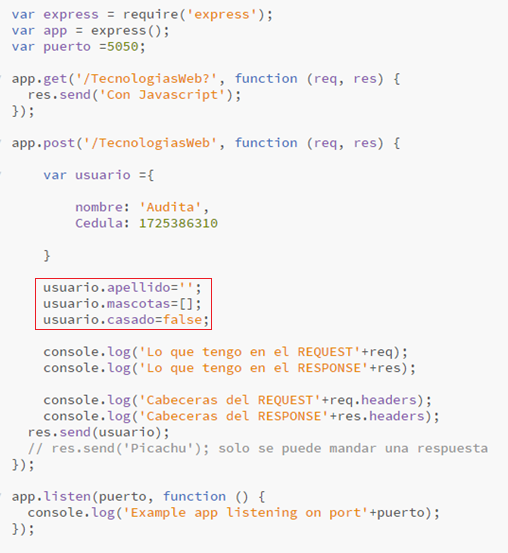 var express = require('express');
var app = express();
var puerto =5050;
app.get('/TecnologiasWeb?', function (req, res) {
res.send('Con Javascript');
});
app.post('/TecnologiasWeb', function (req, res) {
var usuario ={
nombre: 'Audita',
Cedula: 1725386310
}
usuario.apellido='';
usuario.mascotas=[];
usuario.casado=false;
console.log('Lo que tengo en el REQUEST'+req);
console.log('Lo que tengo en el RESPONSE'+res);
console.log('Cabeceras del REQUEST'+req.headers);
console.log('Cabeceras del RESPONSE'+res.headers);
res.send(usuario);
// res.send('Picachu'); solo se puede mandar una respuesta
});
app.listen(puerto, function () {
console.log('Example app listening on port'+puerto);
});